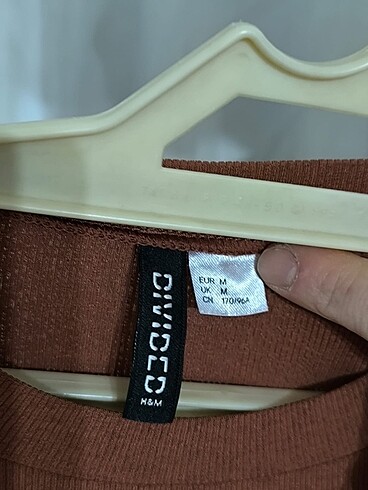 DIVIDED
H&M
EUR M
UK M
CN 170/96A